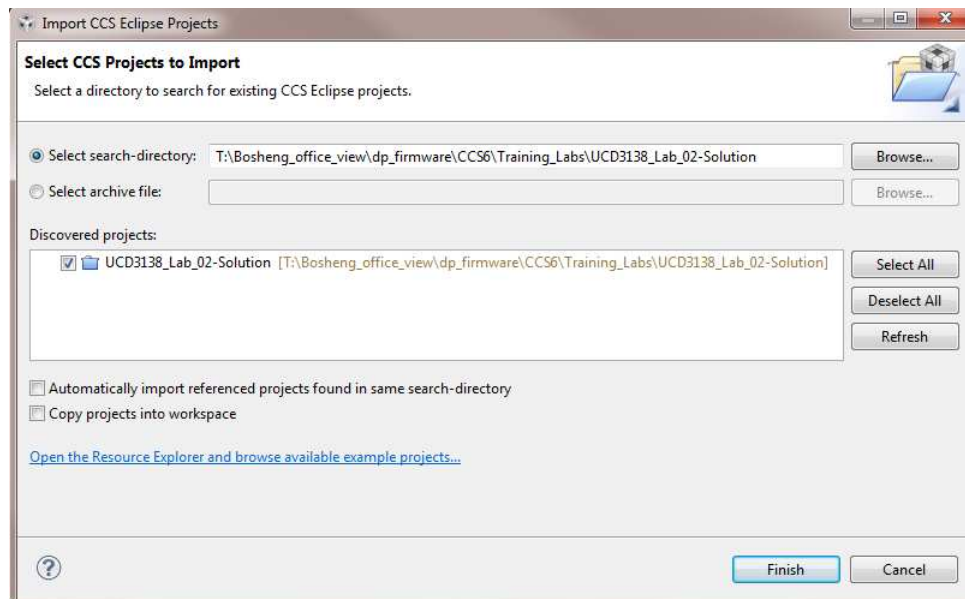 Import CCS Eclipse Projects
Select CCS Projects to Import
Select a directory to search for existing CCS Eclipse projects.
Select search-directory: T:\Bosheng_office_view\dp_firmware\CCS6\Training_Labs\UCD3138_Lab_02-Solution Browse...
Select archive file: Browse...
Discovered projects:
UCD3138_Lab_02-Solution [T:\Bosheng_office_view\dp_firmware\CCS6\Training_Labs\UCD3138_Lab_02-Solution]
Select All
Deselect All
Refresh
Automatically import referenced projects found in same search-directory
Copy projects into workspace
Open the Resource Explorer and browse available example projects...
? Finish Cancel